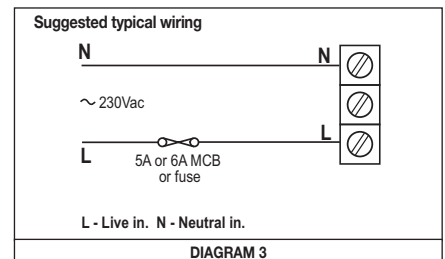 Suggested typical wiring
N N
~ 230Vac
L L
5A or 6A MCB
or fuse
L - Live in. N - Neutral in.
DIAGRAM 3